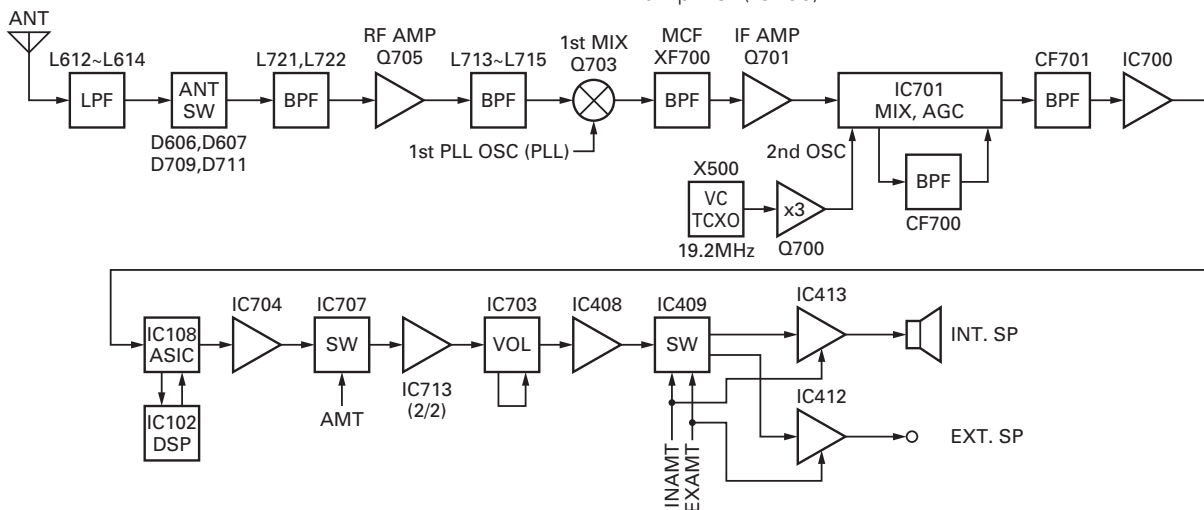 ANT
L612~L614
LPF
ANT
SW
D606,D607
D709,D711
L721,L722
BPF
RF AMP
Q705
L713~L715
BPF
1st MIX
Q703
1st PLL OSC (PLL)
MCF
XF700
BPF
IF AMP
Q701
IC701
MIX, AGC
2nd OSC
BPF
CF700
X500
VC
TCXO
19.2MHz
x3
Q700
CF701
BPF
IC700
IC108
ASIC
IC102
DSP
IC704
IC707
SW
AMT
IC713
(2/2)
IC703
VOL
IC408
IC409
SW
INAMT
EXAMT
IC413
INT. SP
IC412
EXT. SP